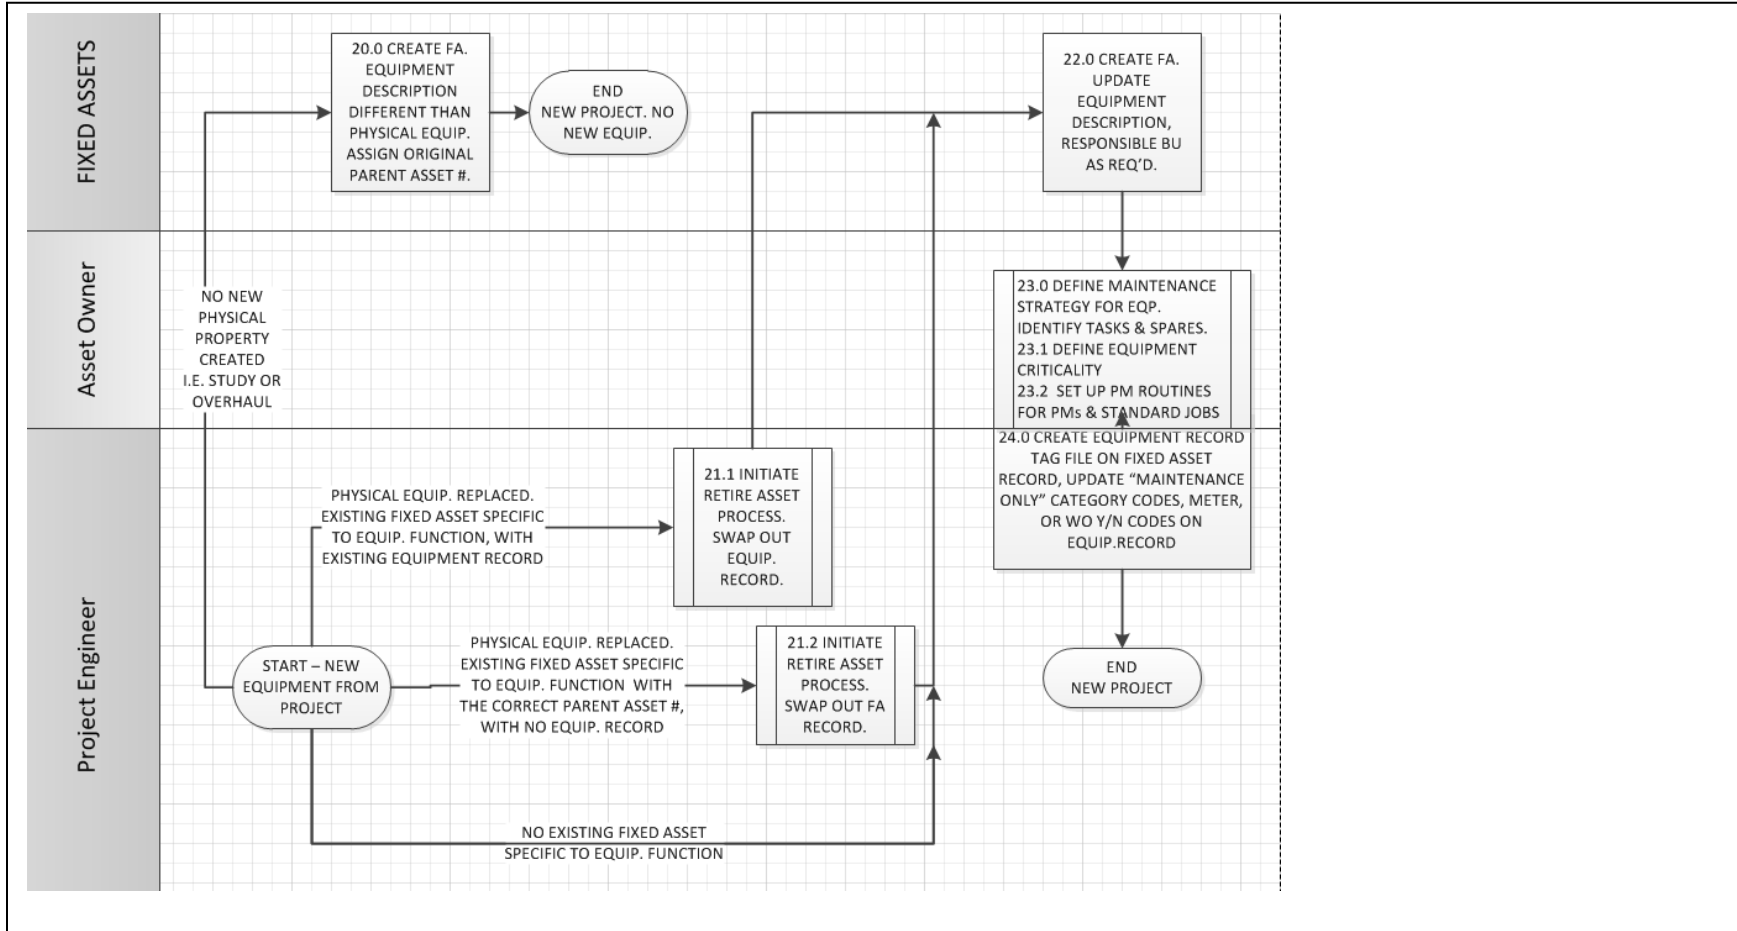 FIXED ASSETS
20.0 CREATE FA.
EQUIPMENT
DESCRIPTION
DIFFERENT THAN
PHYSICAL EQUIP.
ASSIGN ORIGINAL
PARENT ASSET #.
END
NEW PROJECT. NO
NEW EQUIP.
22.0 CREATE FA.
UPDATE
EQUIPMENT
DESCRIPTION,
RESPONSIBLE BU
AS REQ'D.
Asset Owner
NO NEW
PHYSICAL
PROPERTY
CREATED
I.E. STUDY OR
OVERHAUL
23.0 DEFINE MAINTENANCE
STRATEGY FOR EQP.
IDENTIFY TASKS & SPARES.
23.1 DEFINE EQUIPMENT
CRITICALITY
23.2 SET UP PM ROUTINES
FOR PMs & STANDARD JOBS
Project Engineer
24.0 CREATE EQUIPMENT RECORD
TAG FILE ON FIXED ASSET
RECORD, UPDATE "MAINTENANCE
ONLY" CATEGORY CODES, METER,
OR WO Y/N CODES ON
EQUIP.RECORD
PHYSICAL EQUIP. REPLACED.
EXISTING FIXED ASSET SPECIFIC
TO EQUIP. FUNCTION, WITH
EXISTING EQUIPMENT RECORD
21.1 INITIATE
RETIRE ASSET
PROCESS.
SWAP OUT
EQUIP.
RECORD.
START – NEW
EQUIPMENT FROM
PROJECT
PHYSICAL EQUIP. REPLACED.
EXISTING FIXED ASSET SPECIFIC
TO EQUIP. FUNCTION WITH
THE CORRECT PARENT ASSET #,
WITH NO EQUIP. RECORD
21.2 INITIATE
RETIRE ASSET
PROCESS.
SWAP OUT FA
RECORD.
END
NEW PROJECT
NO EXISTING FIXED ASSET
SPECIFIC TO EQUIP. FUNCTION